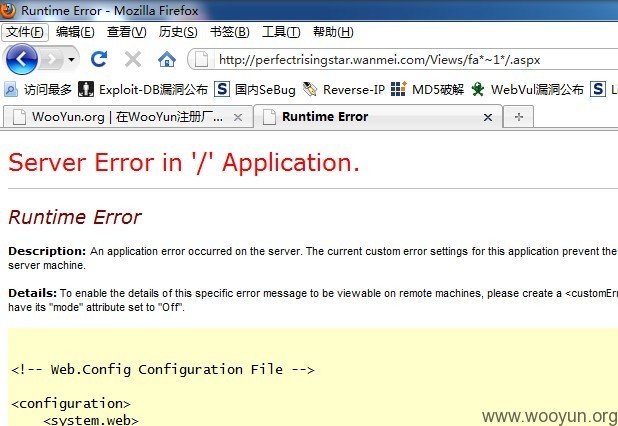 Runtime Error - Mozilla Firefox
文件(F) 编辑(E) 查看(V) 历史(S) 书签(B) 工具(T) 帮助(H)
http://perfectrisingstar.wanmei.com/Views/fa*~1*/.aspx
访问最多 Exploit-DB漏洞公布 S 国内SeBug Reverse-IP MD5破解 WebVul漏洞公布 S Li
WooYun.org | 在WooYun注册厂... × Runtime Error × +
Server Error in '/' Application.
Runtime Error
Description: An application error occurred on the server. The current custom error settings for this application prevent the
server machine.
Details: To enable the details of this specific error message to be viewable on remote machines, please create a <customErr
have its "mode" attribute set to "Off".
<!-- Web.Config Configuration File -->
<configuration>
<system.web>
www.wooyun.org